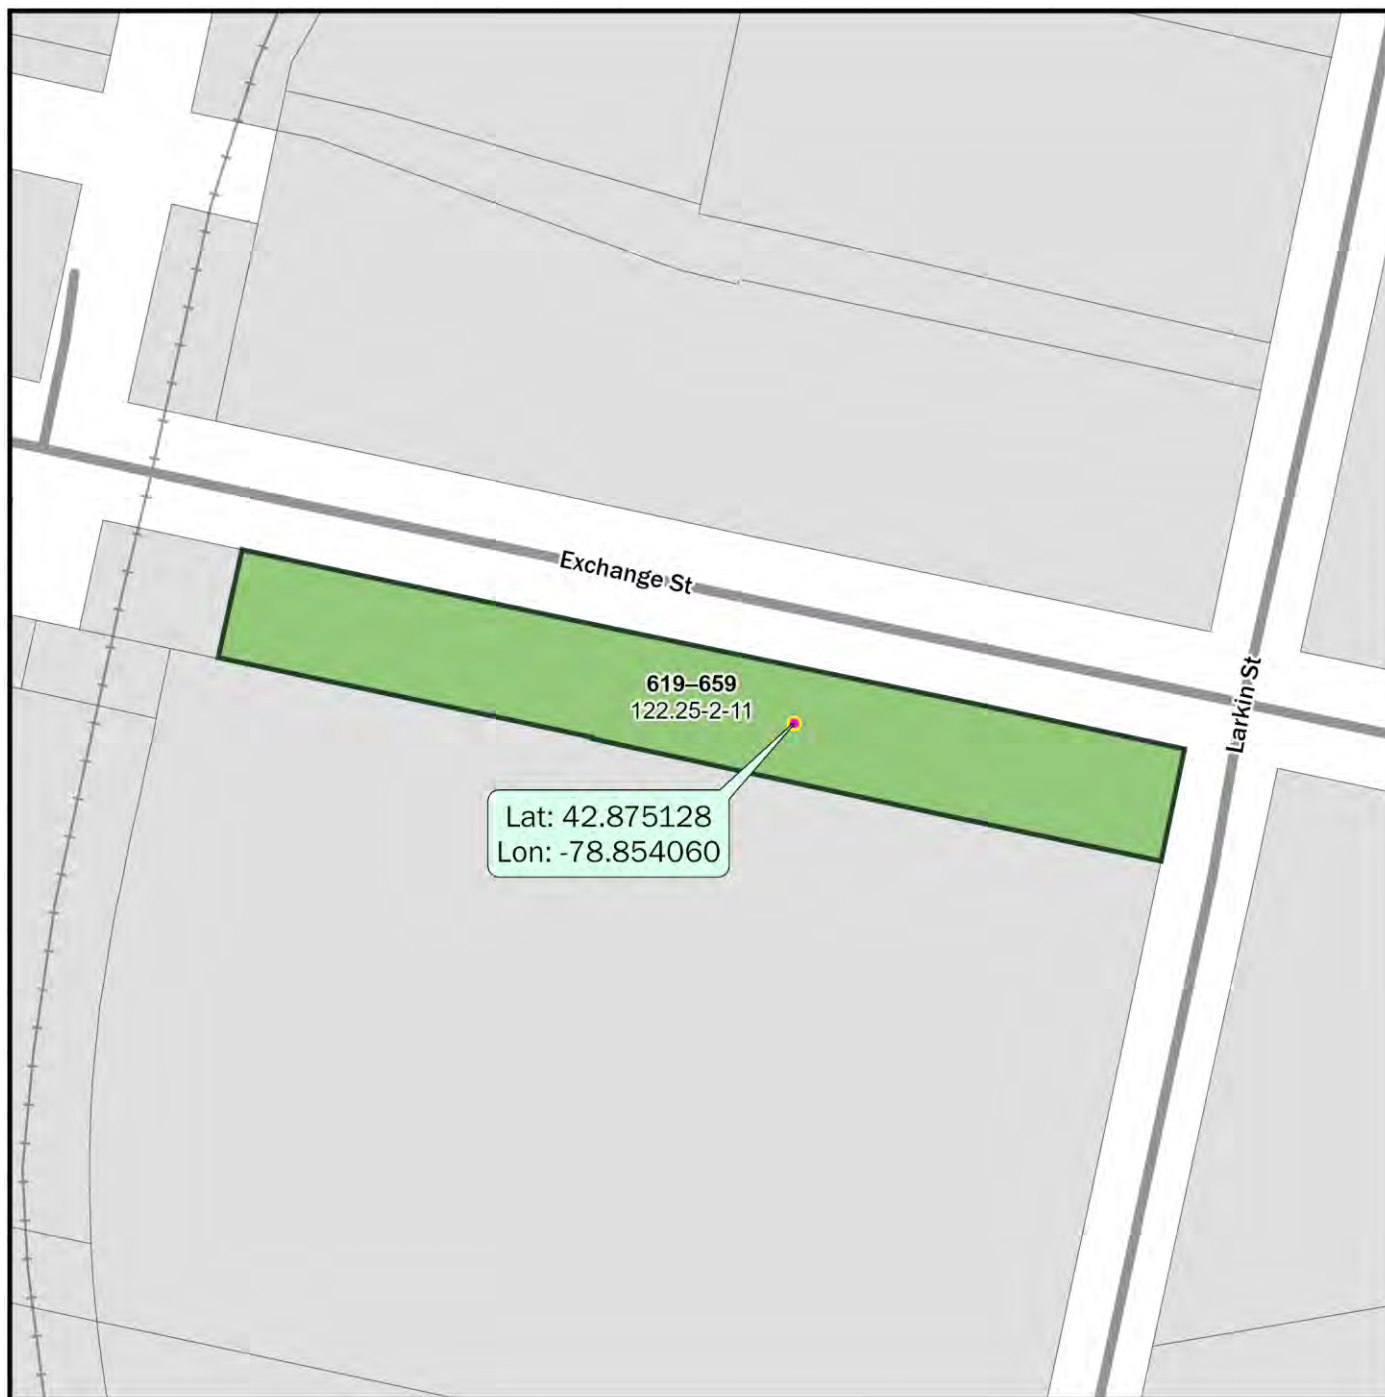 Exchange St
619–659
122.25-2-11
Larkin St
Lat: 42.875128
Lon: -78.854060